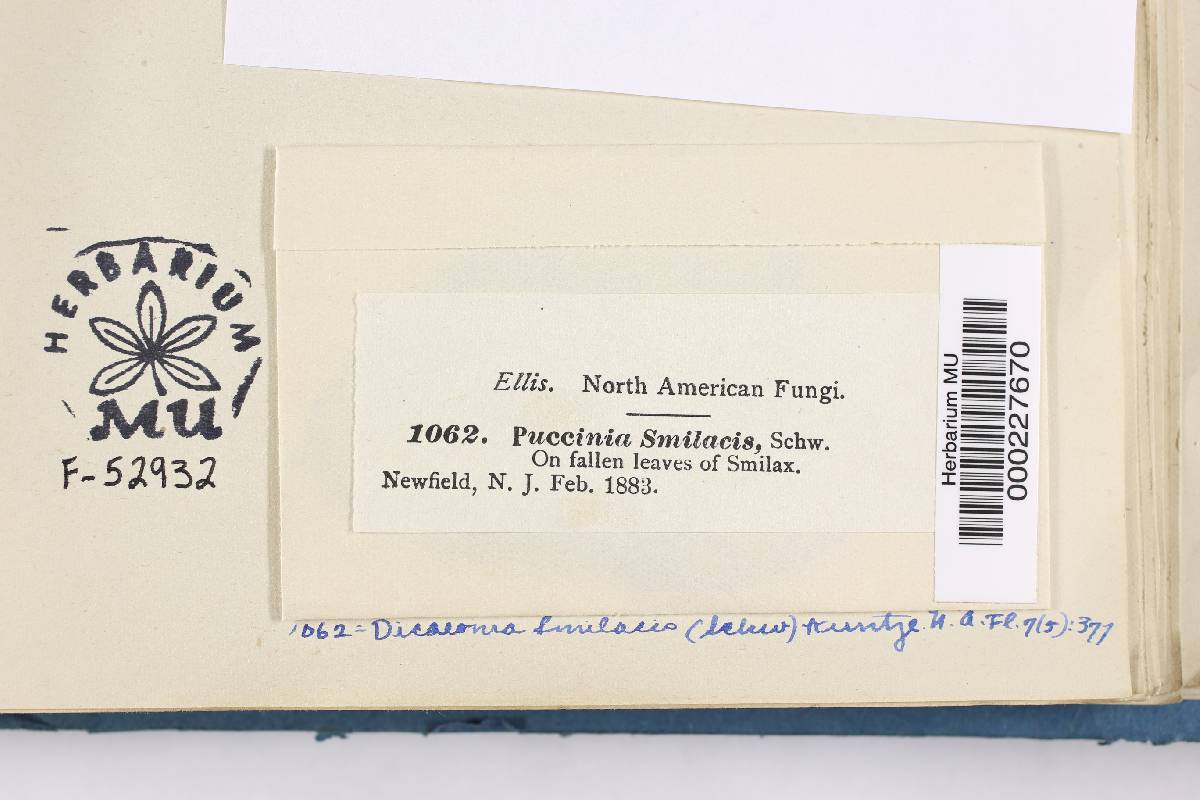 HERBARIUM
MU
F-52932
Ellis. North American Fungi.
1062. Puccinia Smilacis, Schw.
On fallen leaves of Smilax.
Newfield, N. J. Feb. 1883.
Herbarium MU
000227670
1062 = Dicaeoma Smilacis (Schw) Kuntze. N. A. Fl. 7(5):377